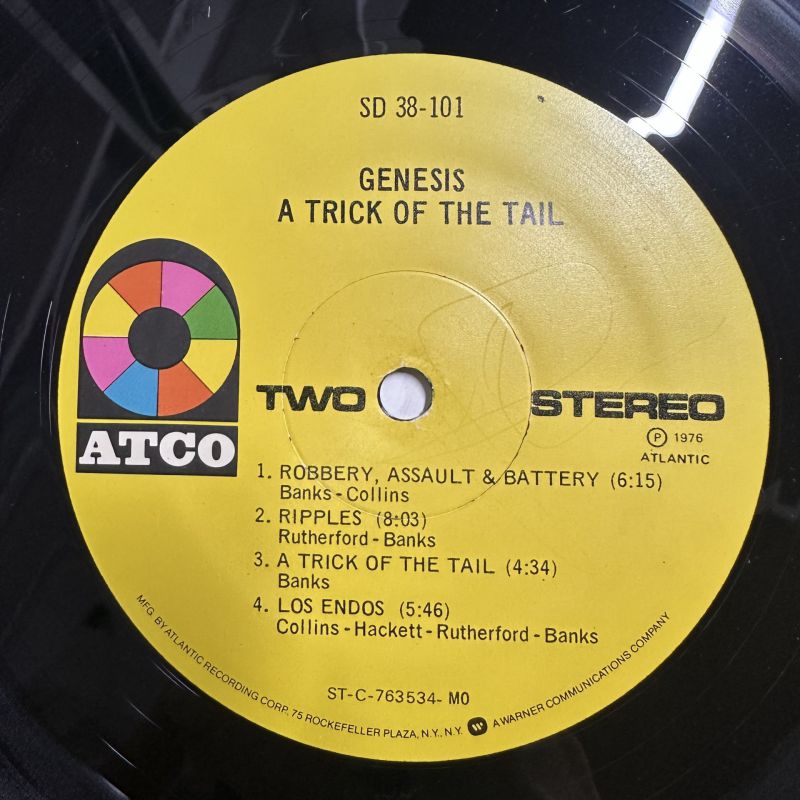 SD 38-101
GENESIS
A TRICK OF THE TAIL
ATCO
TWO
STEREO
Ⓟ 1976
ATLANTIC
1. ROBBERY, ASSAULT & BATTERY (6:15)
Banks-Collins
2. RIPPLES (8:03)
Rutherford-Banks
3. A TRICK OF THE TAIL (4:34)
Banks
4. LOS ENDOS (5:46)
Collins-Hackett-Rutherford-Banks
ST-C-763534-MO
MFG. BY ATLANTIC RECORDING CORP. 75 ROCKEFELLER PLAZA, N.Y., N.Y. A WARNER COMMUNICATIONS COMPANY